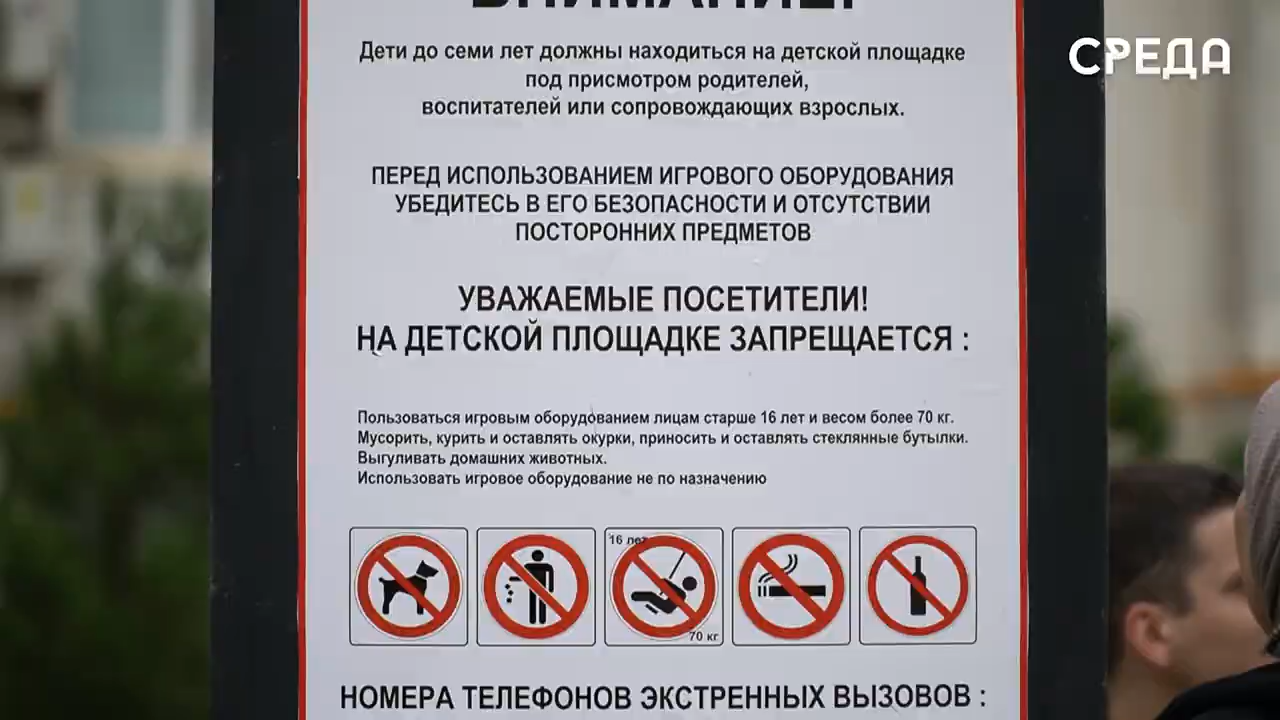 ВНИМАНИЕ!
СРЕДА
Дети до семи лет должны находиться на детской площадке
под присмотром родителей,
воспитателей или сопровождающих взрослых.
ПЕРЕД ИСПОЛЬЗОВАНИЕМ ИГРОВОГО ОБОРУДОВАНИЯ
УБЕДИТЕСЬ В ЕГО БЕЗОПАСНОСТИ И ОТСУТСТВИИ
ПОСТОРОННИХ ПРЕДМЕТОВ
УВАЖАЕМЫЕ ПОСЕТИТЕЛИ!
НА ДЕТСКОЙ ПЛОЩАДКЕ ЗАПРЕЩАЕТСЯ :
Пользоваться игровым оборудованием лицам старше 16 лет и весом более 70 кг.
Мусорить, курить и оставлять окурки, приносить и оставлять стеклянные бутылки.
Выгуливать домашних животных.
Использовать игровое оборудование не по назначению
16 лет
70 кг
НОМЕРА ТЕЛЕФОНОВ ЭКСТРЕННЫХ ВЫЗОВОВ :